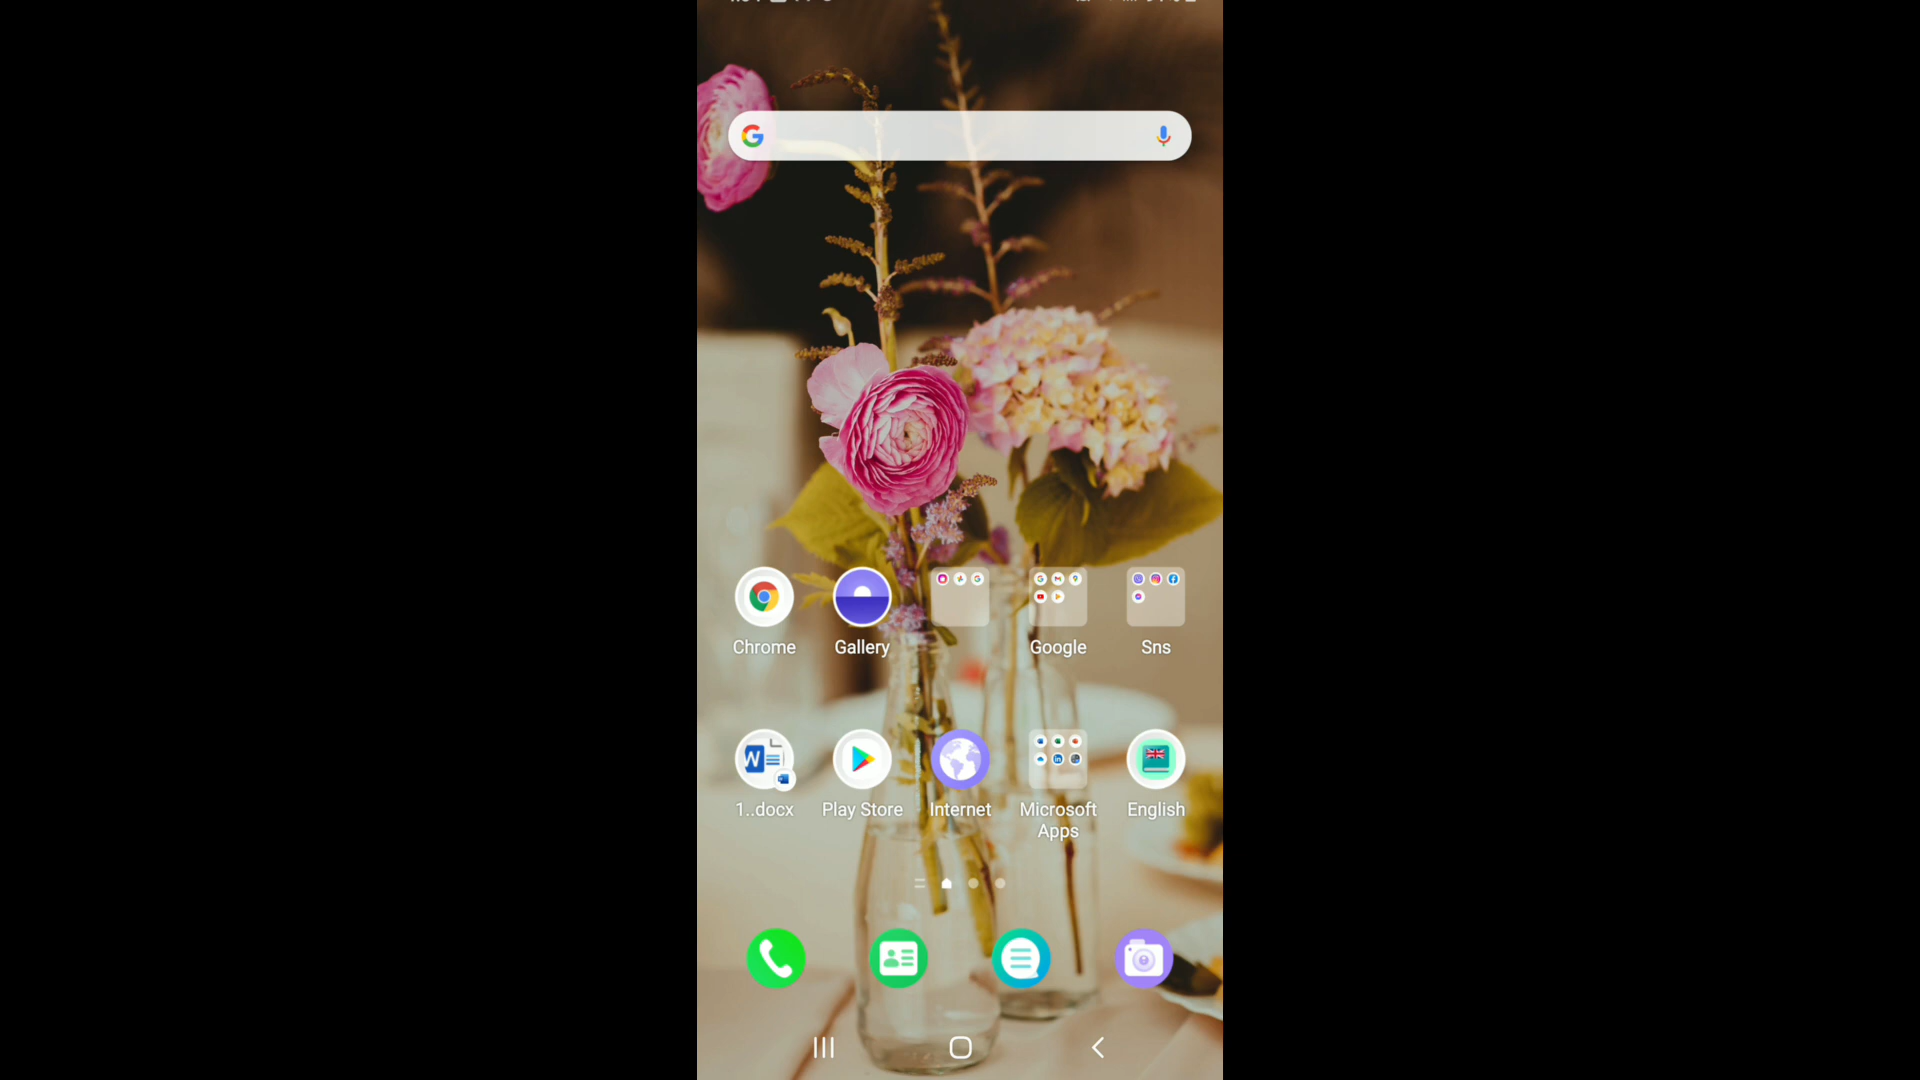 Chrome
Gallery
Google
Sns
1..docx
Play Store
Internet
Microsoft
Apps
English